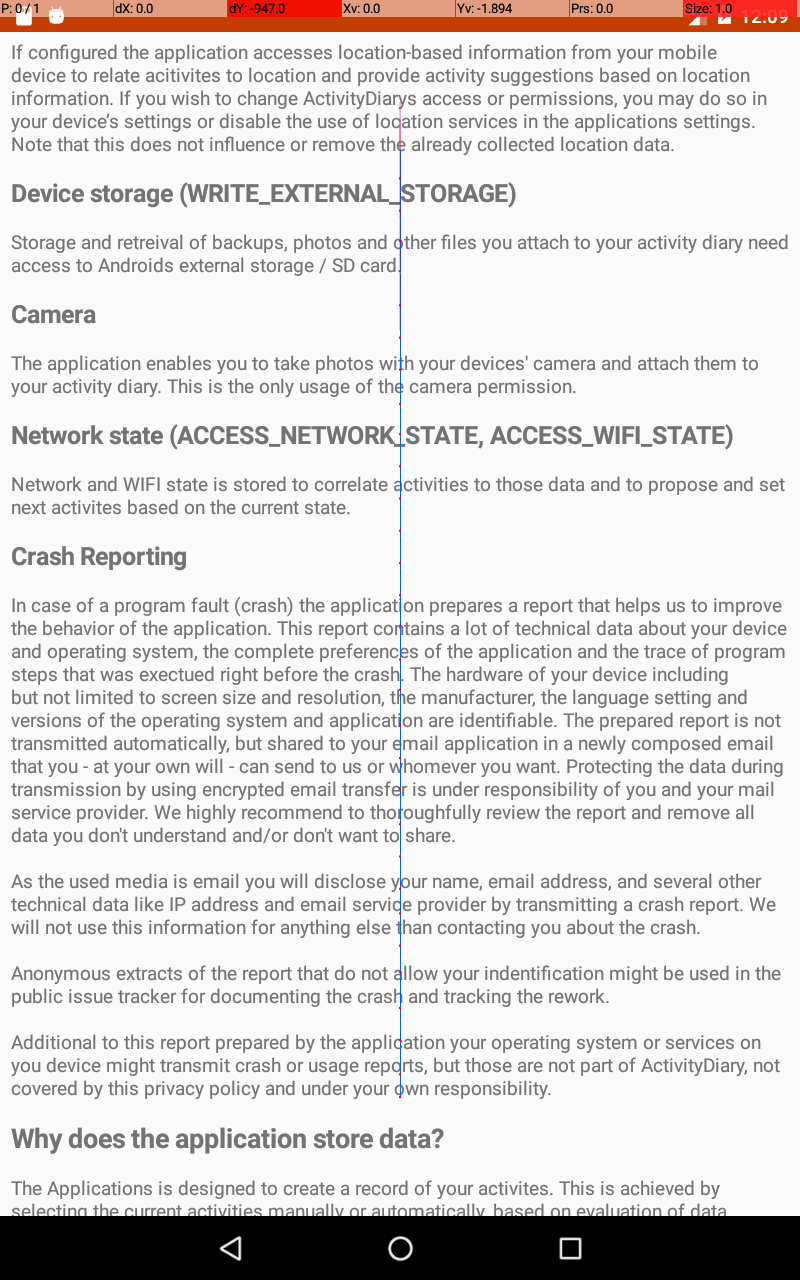 P: 0 / 1 dX: 0.0 dY: -947.0 Xv: 0.0 Yv: -1.894 Prs: 0.0 Size: 1.0
12:09
If configured the application accesses location-based information from your mobile
device to relate acitivites to location and provide activity suggestions based on location
information. If you wish to change ActivityDiarys access or permissions, you may do so in
your device’s settings or disable the use of location services in the applications settings.
Note that this does not influence or remove the already collected location data.
Device storage (WRITE_EXTERNAL_STORAGE)
Storage and retreival of backups, photos and other files you attach to your activity diary need
access to Androids external storage / SD card.
Camera
The application enables you to take photos with your devices' camera and attach them to
your activity diary. This is the only usage of the camera permission.
Network state (ACCESS_NETWORK_STATE, ACCESS_WIFI_STATE)
Network and WIFI state is stored to correlate activities to those data and to propose and set
next activites based on the current state.
Crash Reporting
In case of a program fault (crash) the application prepares a report that helps us to improve
the behavior of the application. This report contains a lot of technical data about your device
and operating system, the complete preferences of the application and the trace of program
steps that was exectued right before the crash. The hardware of your device including
but not limited to screen size and resolution, the manufacturer, the language setting and
versions of the operating system and application are identifiable. The prepared report is not
transmitted automatically, but shared to your email application in a newly composed email
that you - at your own will - can send to us or whomever you want. Protecting the data during
transmission by using encrypted email transfer is under responsibility of you and your mail
service provider. We highly recommend to thoroughfully review the report and remove all
data you don't understand and/or don't want to share.
As the used media is email you will disclose your name, email address, and several other
technical data like IP address and email service provider by transmitting a crash report. We
will not use this information for anything else than contacting you about the crash.
Anonymous extracts of the report that do not allow your indentification might be used in the
public issue tracker for documenting the crash and tracking the rework.
Additional to this report prepared by the application your operating system or services on
you device might transmit crash or usage reports, but those are not part of ActivityDiary, not
covered by this privacy policy and under your own responsibility.
Why does the application store data?
The Applications is designed to create a record of your activites. This is achieved by
selecting the current activities manually or automatically, based on evaluation of data